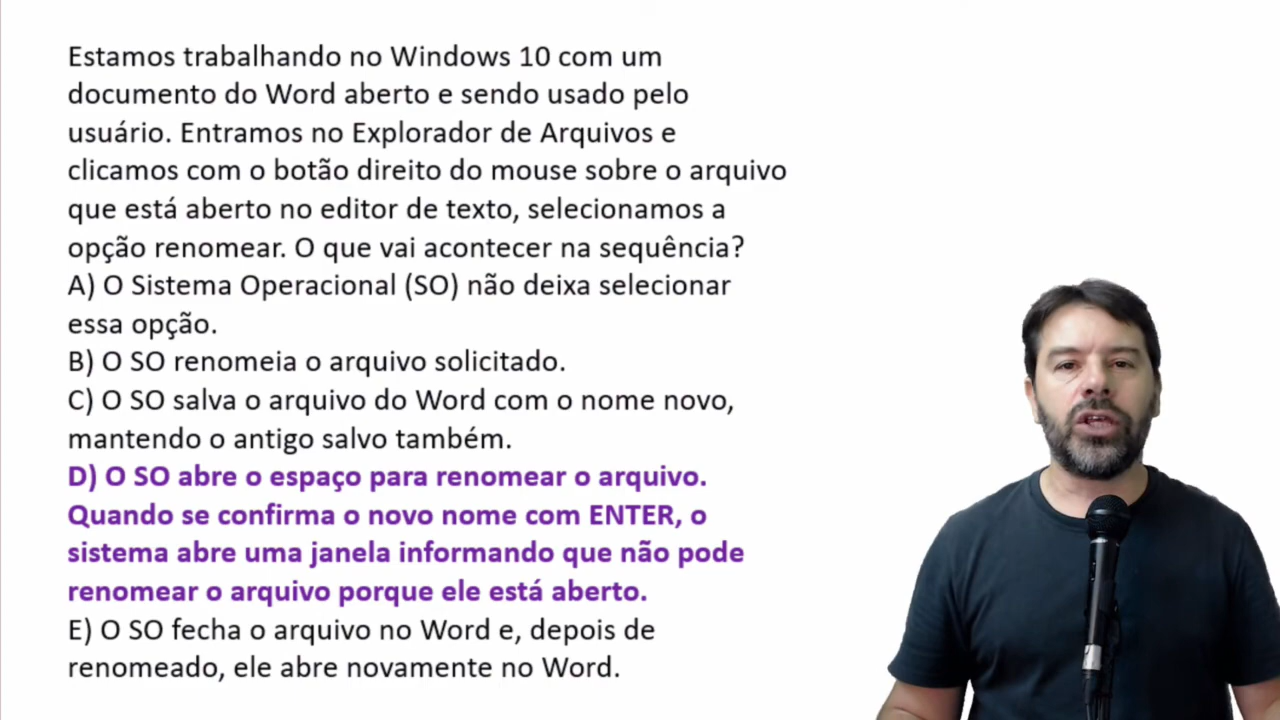 Estamos trabalhando no Windows 10 com um
documento do Word aberto e sendo usado pelo
usuário. Entramos no Explorador de Arquivos e
clicamos com o botão direito do mouse sobre o arquivo
que está aberto no editor de texto, selecionamos a
opção renomear. O que vai acontecer na sequência?
A) O Sistema Operacional (SO) não deixa selecionar
essa opção.
B) O SO renomeia o arquivo solicitado.
C) O SO salva o arquivo do Word com o nome novo,
mantendo o antigo salvo também.
D) O SO abre o espaço para renomear o arquivo.
Quando se confirma o novo nome com ENTER, o
sistema abre uma janela informando que não pode
renomear o arquivo porque ele está aberto.
E) O SO fecha o arquivo no Word e, depois de
renomeado, ele abre novamente no Word.